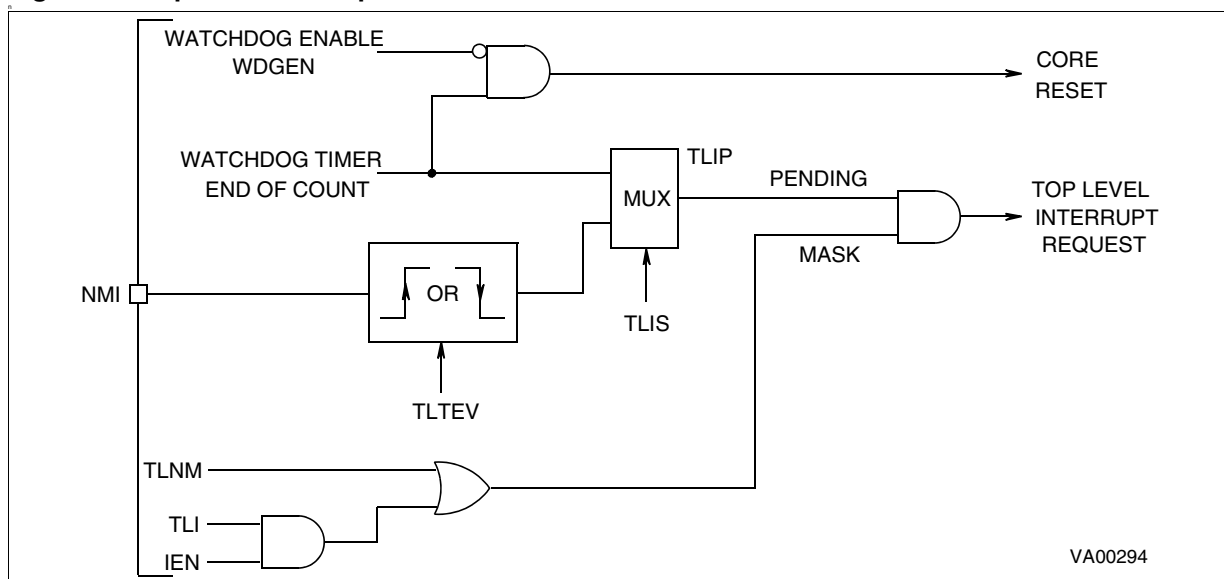 WATCHDOG ENABLE
WDGEN
CORE
RESET
WATCHDOG TIMER
END OF COUNT
TLIP
MUX
PENDING
TOP LEVEL
INTERRUPT
REQUEST
MASK
NMI
OR
TLIS
TLTEV
TLNM
TLI
IEN
VA00294